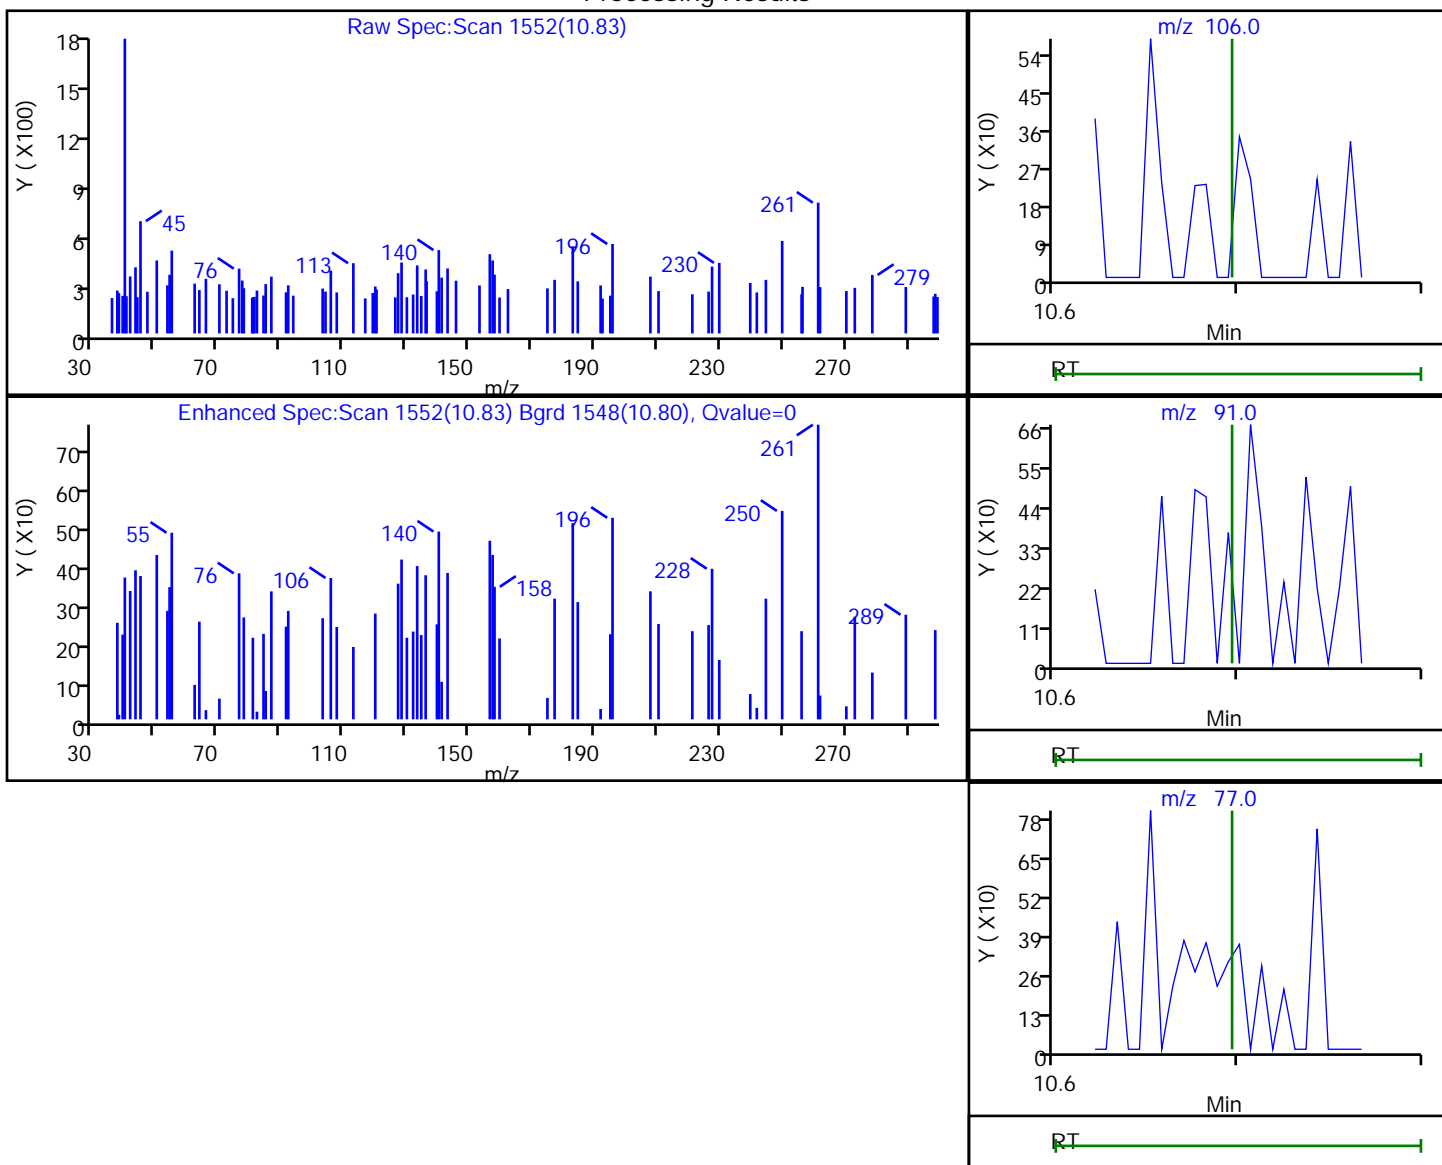 Processing Results
Raw Spec:Scan 1552(10.83)
Y ( X100)
18
15
12
9
6
3
0
45
76
113
140
196
230
261
279
30 70 110 150 190 230 270
m/z
m/z 106.0
Y ( X10)
54
45
36
27
18
9
0
10.6
Min
RT
Enhanced Spec:Scan 1552(10.83) Bgrd 1548(10.80), Qvalue=0
Y ( X10)
70
60
50
40
30
20
10
0
55
76
106
140
158
196
228
250
261
289
30 70 110 150 190 230 270
m/z
m/z 91.0
Y ( X10)
66
55
44
33
22
11
0
10.6
Min
RT
m/z 77.0
Y ( X10)
78
65
52
39
26
13
0
10.6
Min
RT